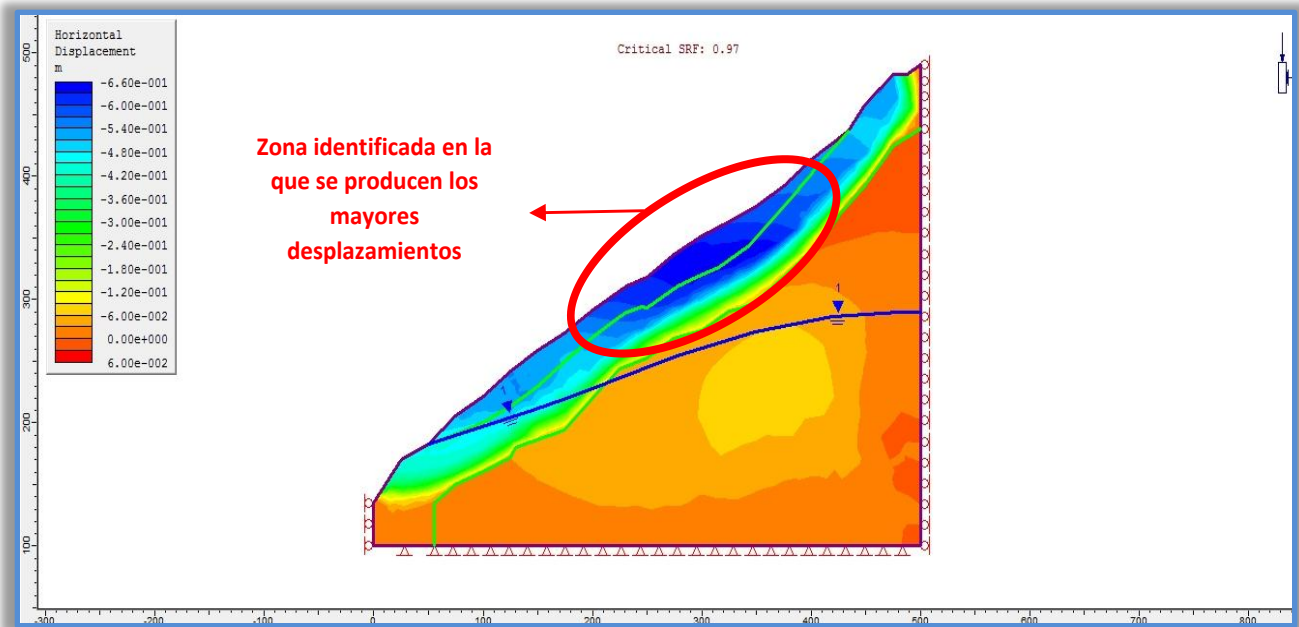 Horizontal
Displacement
m
-6.60e-001
-6.00e-001
-5.40e-001
-4.80e-001
-4.20e-001
-3.60e-001
-3.00e-001
-2.40e-001
-1.80e-001
-1.20e-001
-6.00e-002
0.00e+000
6.00e-002
Critical SRF: 0.97
Zona identificada en la
que se producen los
mayores
desplazamientos
1
1
500
400
300
200
100
-300
-200
-100
0
100
200
300
400
500
600
700
800